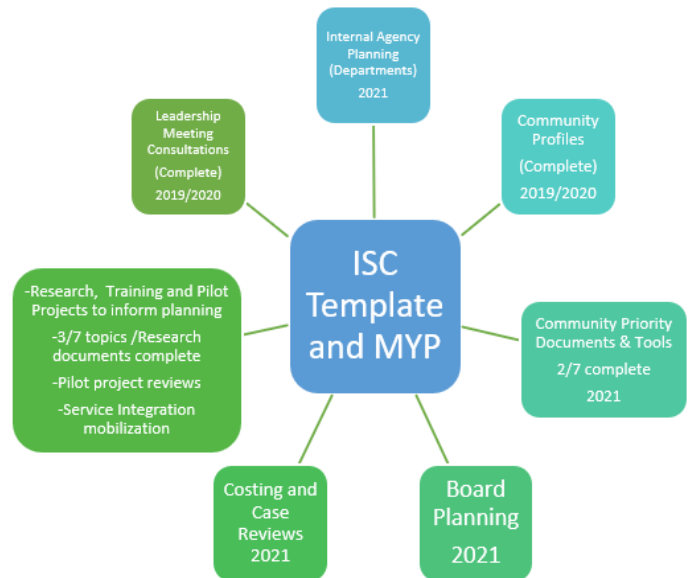 Internal Agency
Planning
(Departments)
2021
Leadership
Meeting
Consultations
(Complete)
2019/2020
Community
Profiles
(Complete)
2019/2020
ISC
Template
and MYP
-Research, Training and Pilot
Projects to inform planning
-3/7 topics /Research
documents complete
-Pilot project reviews
-Service Integration
mobilization
Community Priority
Documents & Tools
2/7 complete
2021
Costing and
Case
Reviews
2021
Board
Planning
2021